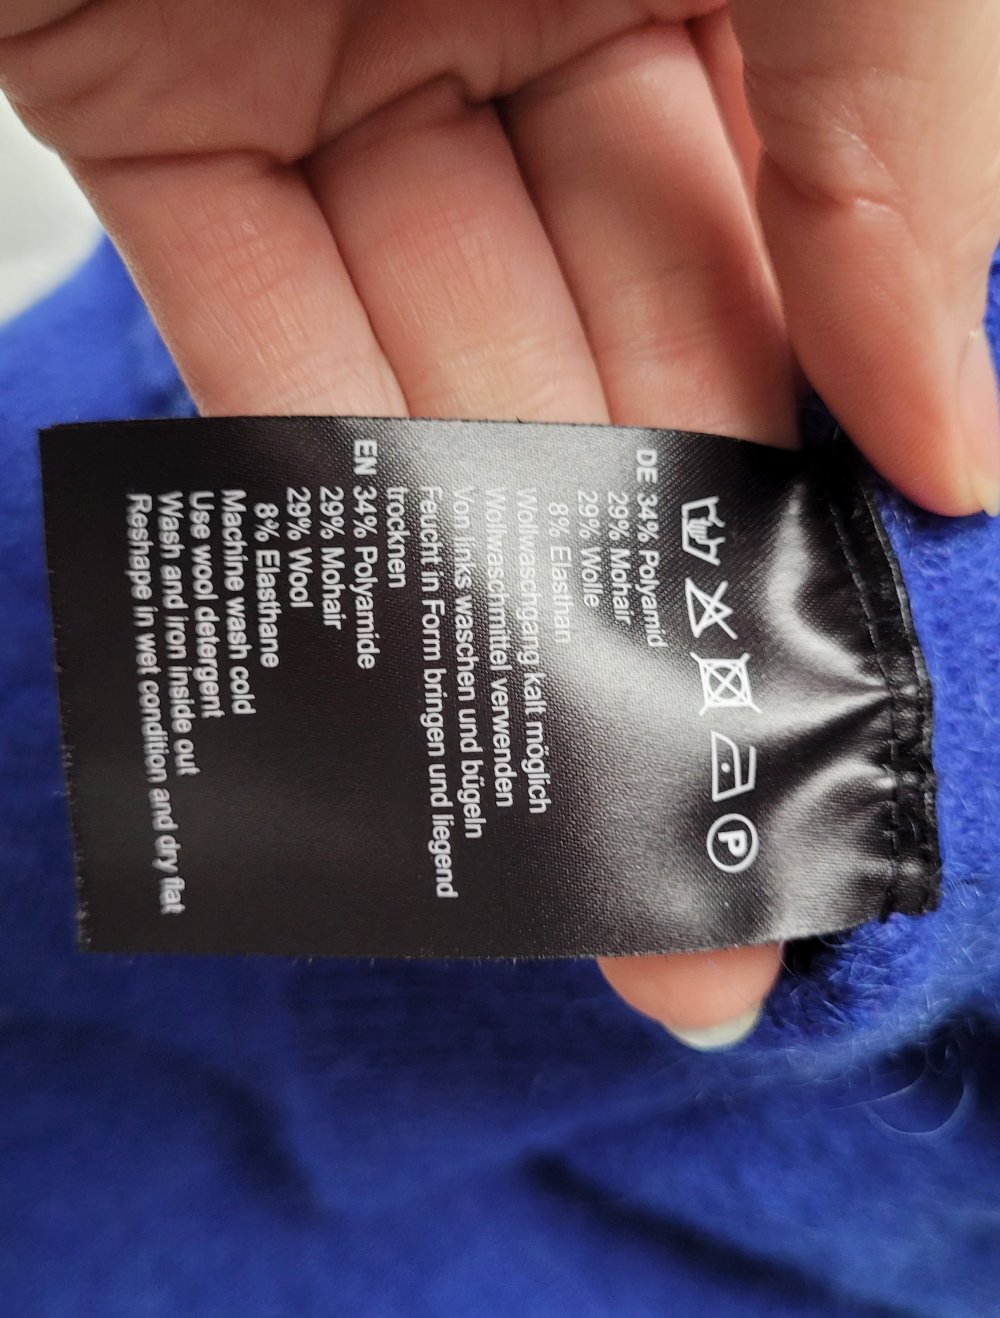 P
DE 34% Polyamid
29% Mohair
29% Wolle
8% Elasthan
Wollwaschgang kalt möglich
Wollwaschmittel verwenden
Von links waschen und bügeln
Feucht in Form bringen und liegend
trocknen
EN 34% Polyamide
29% Mohair
29% Wool
8% Elasthane
Machine wash cold
Use wool detergent
Wash and iron inside out
Reshape in wet condition and dry flat